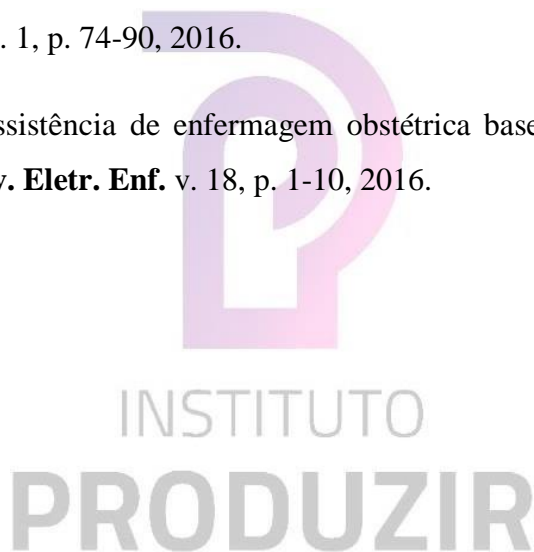 . 1, p. 74-90, 2016.
ssistência de enfermagem obstétrica base
v. Eletr. Enf. v. 18, p. 1-10, 2016.
INSTITUTO
PRODUZIR